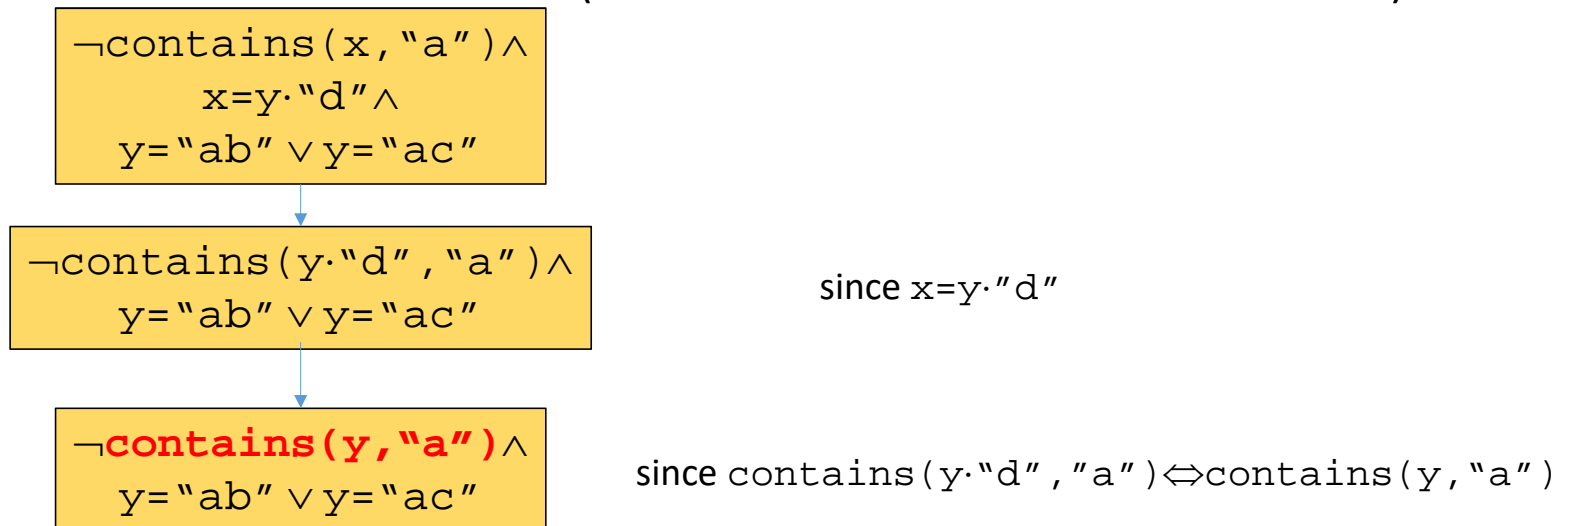 ¬contains(x,“a”)∧
x=y·“d”∧
y=“ab”∨y=“ac”
¬contains(y·“d”,“a”)∧
y=“ab”∨y=“ac”
since x=y·”d”
¬contains(y,“a”)∧
y=“ab”∨y=“ac”
since contains(y·“d”,”a”)⇔contains(y,“a”)